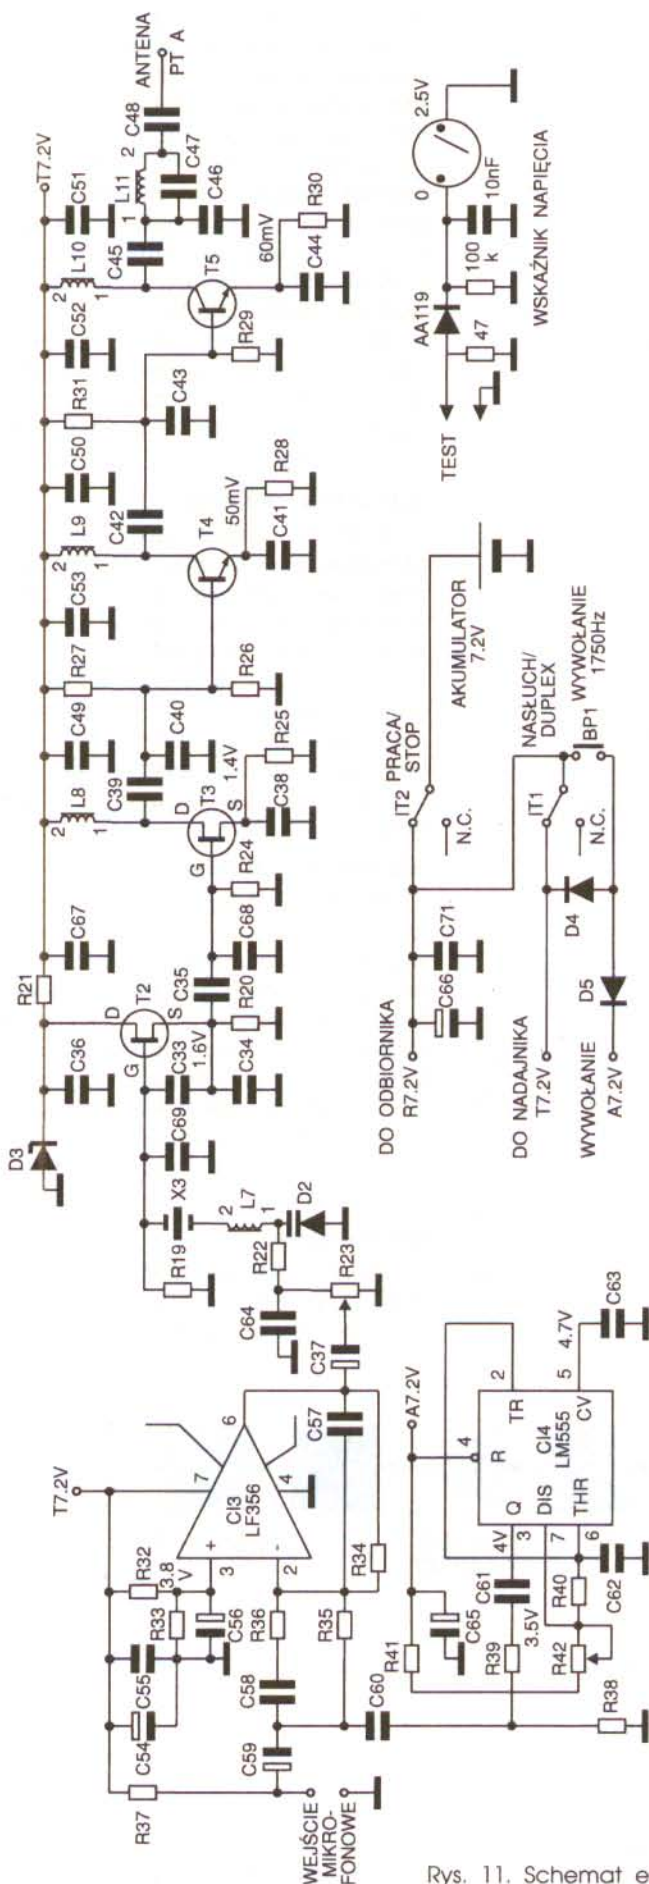 ANTENA
PT A
T7.2V
C48
2
L11
C47
1
C46
C51
L10
2
1
C45
60mV
R30
C44
T5
C52
R29
R31
C43
C50
C42
L9
2
1
50mV
R28
T4
C41
C53
R27
R26
C49
C40
1.4V
R25
C39
L8
2
1
D
T3
S
G
C38
R24
C67
C68
C35
R21
T2
D
S
G
R20
1.6V
C33
C34
C36
C69
D3
X3
2
L7
1
D2
R19
R22
R23
C64
C37
C57
T7.2V
7
6
CI3
LF356
4
+
3
-
2
R32
3.8
V
R33
C56
R36
R34
R35
C55
C54
C58
C59
C60
R37
WEJŚCIE
MIKRO-
FONOWE
A7.2V
4
R
2
TR
CI4
LM555
5
CV
4.7V
C63
Q
3
4V
DIS
7
THR
6
C61
3.5V
C65
R41
R39
R40
C62
R42
R38
0
2.5V
AA119
100
k
10nF
47
TEST
WSKAŹNIK NAPIĘCIA
DO ODBIORNIKA
R7.2V
C66
C71
IT2
PRACA/
STOP
N.C.
AKUMULATOR
7.2V
DO NADAJNIKA
T7.2V
WYWOŁANIE
A7.2V
D5
D4
IT1
N.C.
NASŁUCH/
DUPLEX
BP1
WYWOŁANIE
1750Hz
Rys. 11. Schemat e